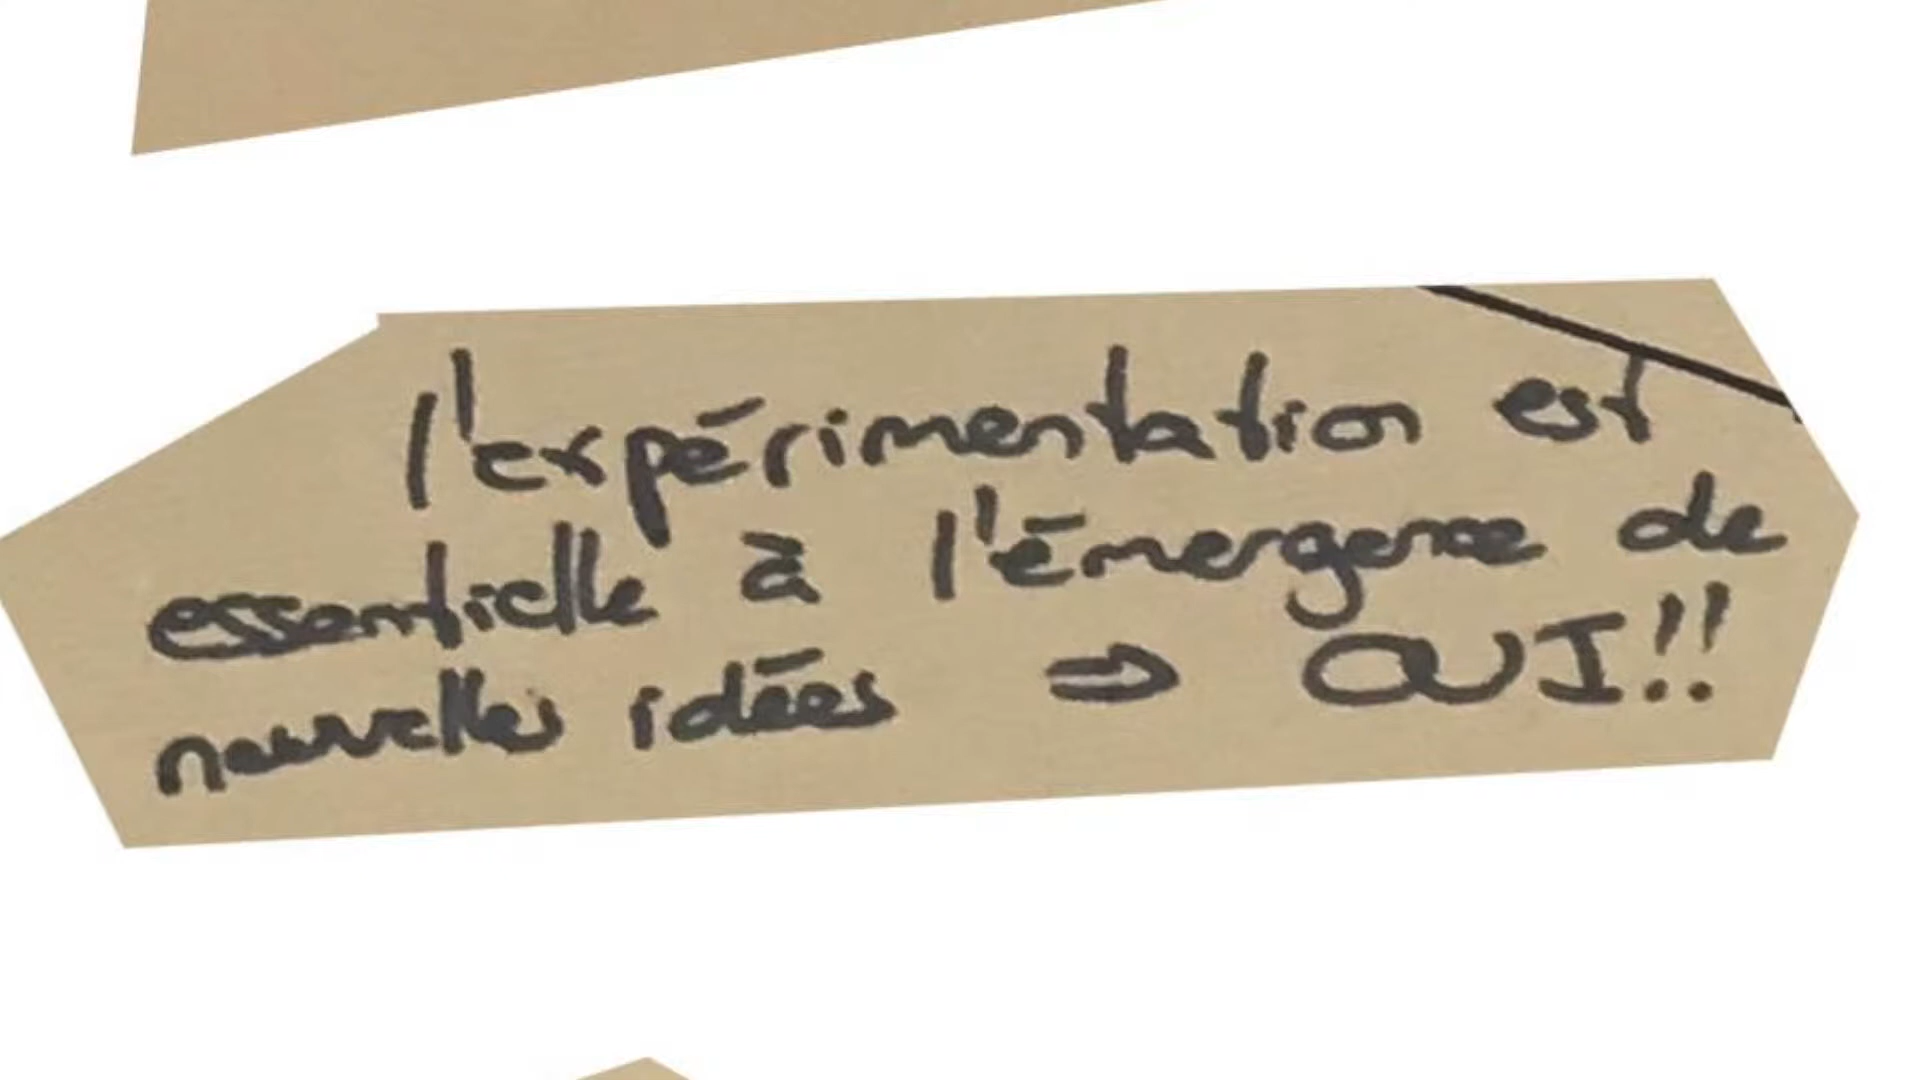 l'expérimentation est
essentielle à l'émergence de
nouvelles idées ⇒ OUI!!